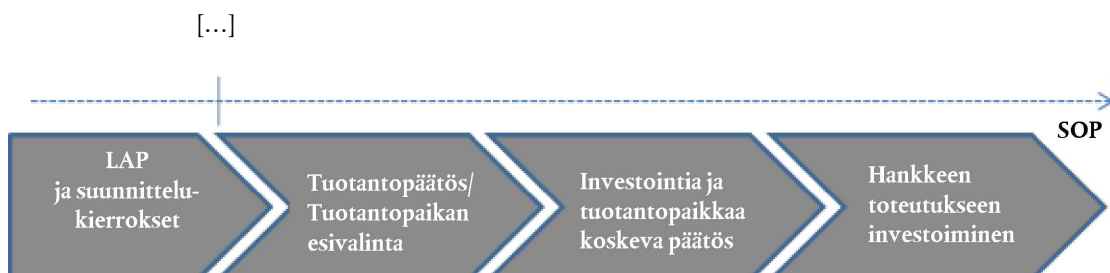 […]
SOP
LAP
ja suunnittelu-
kierrokset
Tuotantopäätös/
Tuotantopaikan
esivalinta
Investointia ja
tuotantopaikkaa
koskeva päätös
Hankkeen
toteutukseen
investoiminen